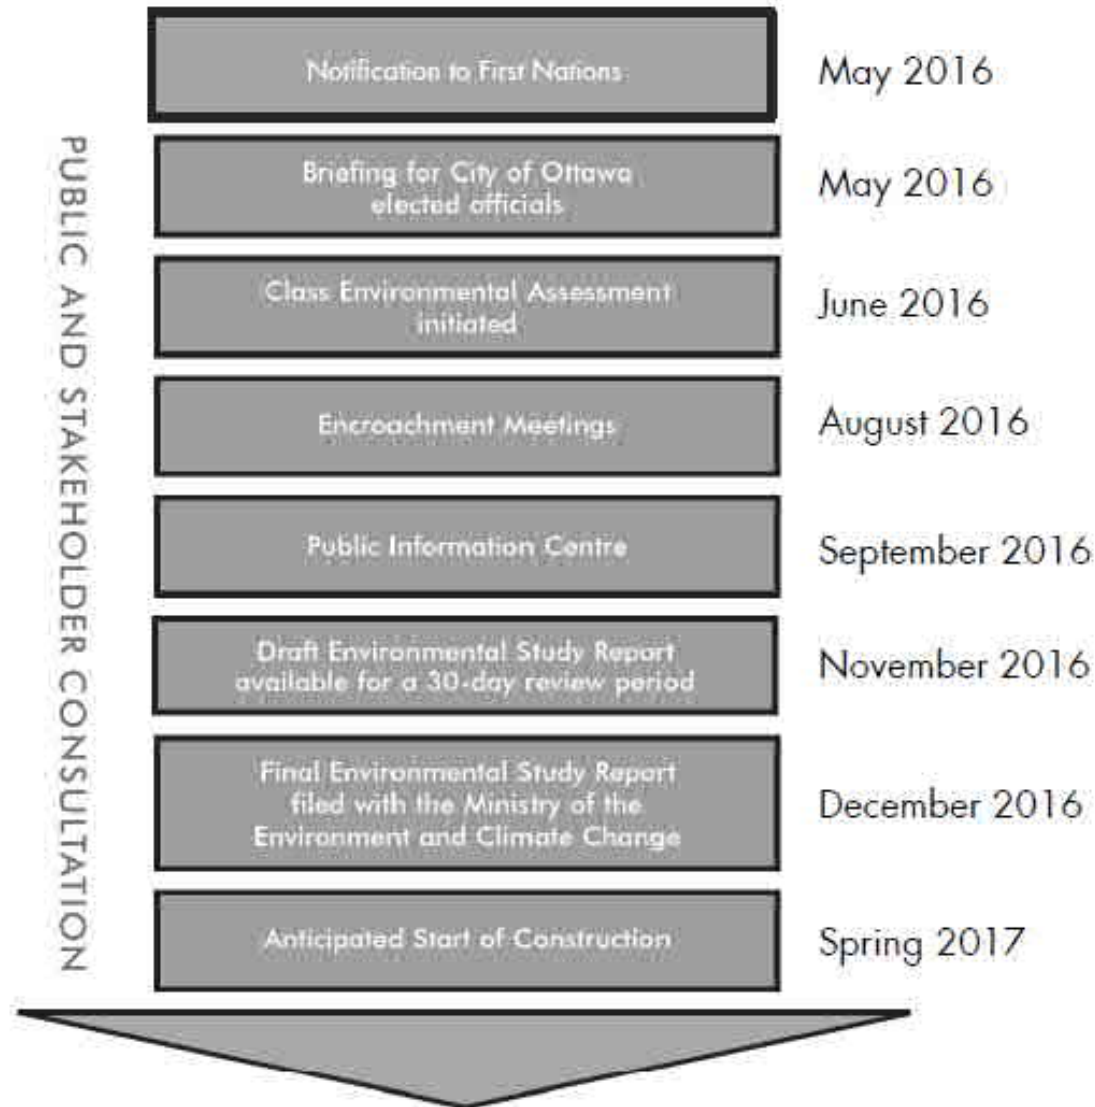 Notification to First Nations
May 2016
PUBLIC AND STAKEHOLDER CONSULTATION
Briefing for City of Ottawa
elected officials
May 2016
Class Environmental Assessment
initiated
June 2016
Encroachment Meetings
August 2016
Public Information Centre
September 2016
Draft Environmental Study Report
available for a 30-day review period
November 2016
Final Environmental Study Report
filed with the Ministry of the
Environment and Climate Change
December 2016
Anticipated Start of Construction
Spring 2017